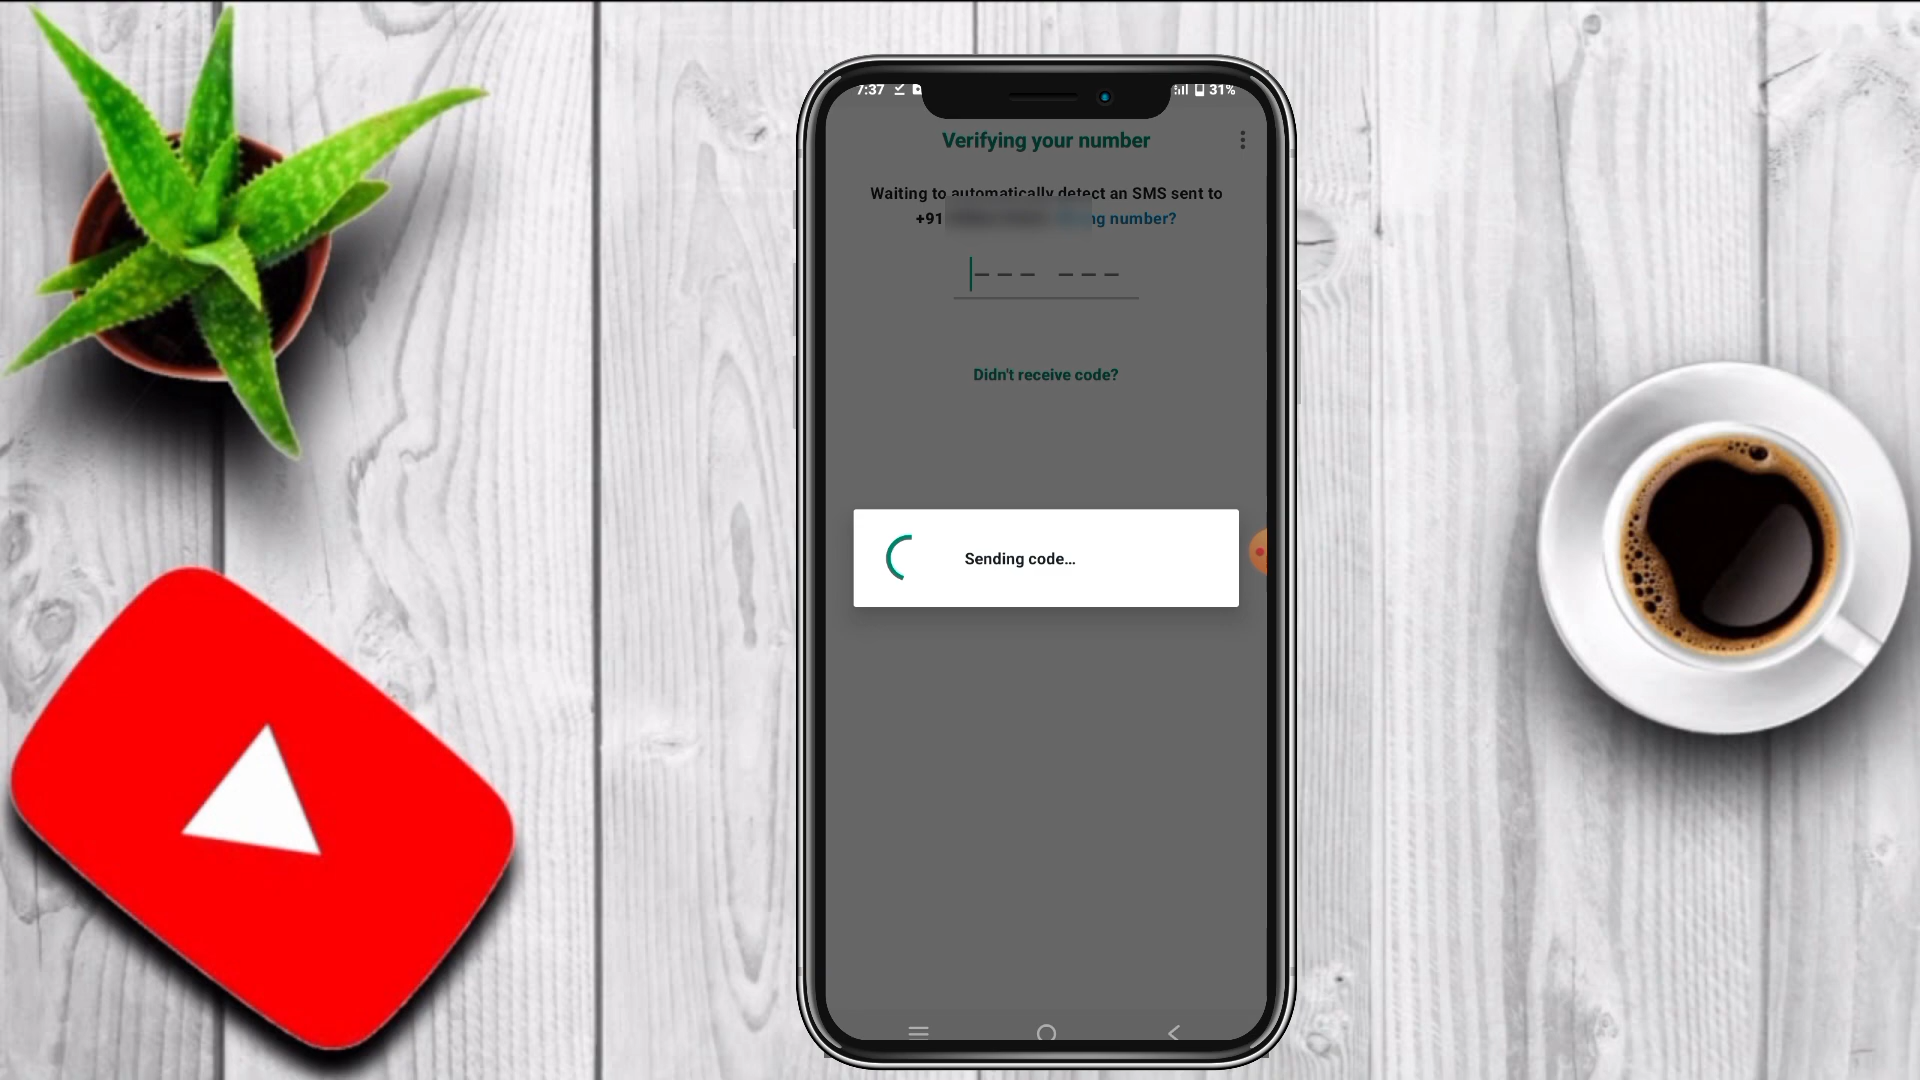 7:37 31%
Verifying your number
Waiting to automatically detect an SMS sent to
+91 number?
Sending code...
Didn't receive code?